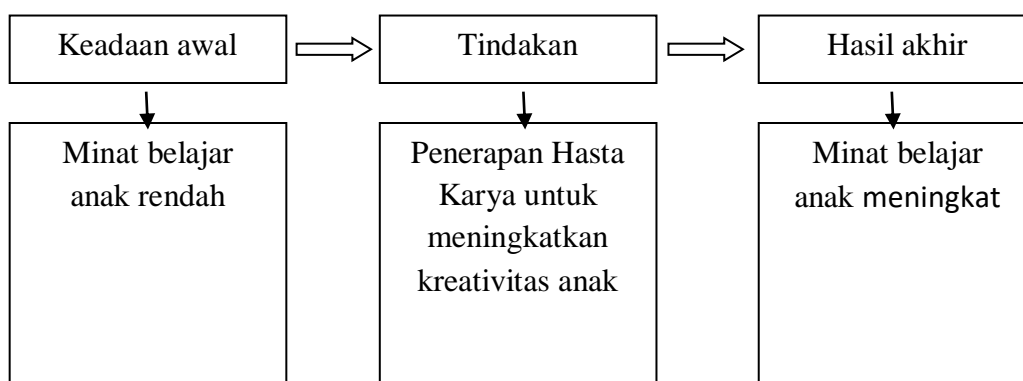 Keadaan awal
Tindakan
Hasil akhir
Minat belajar
anak rendah
Penerapan Hasta
Karya untuk
meningkatkan
kreativitas anak
Minat belajar
anak meningkat